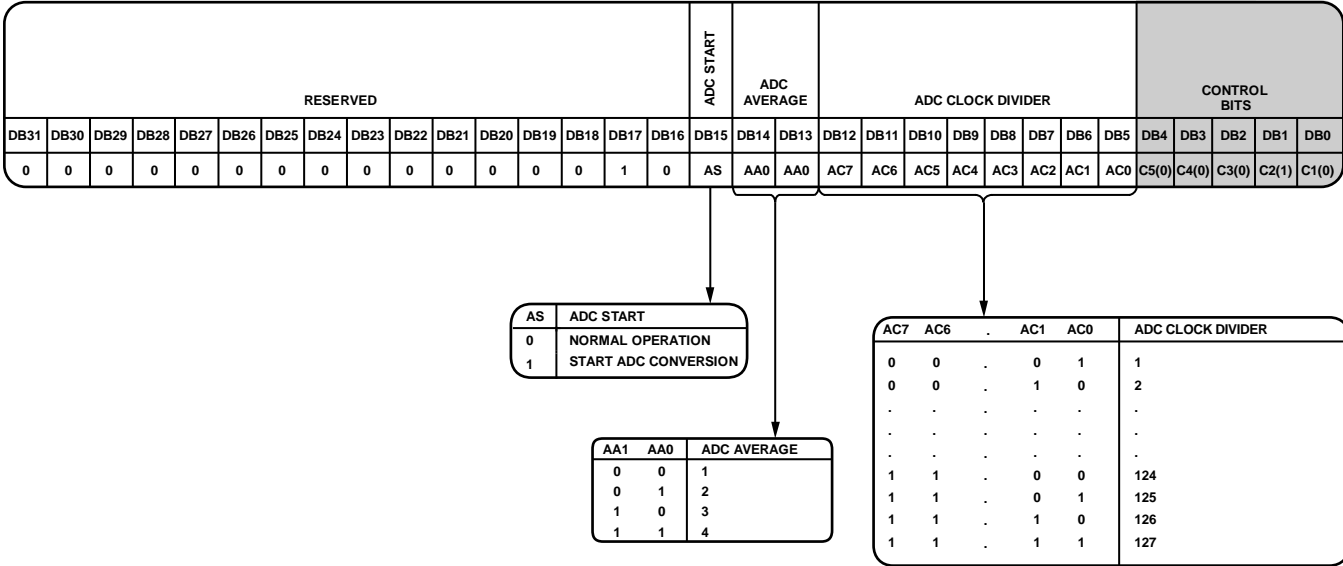 RESERVED
ADC START
ADC
AVERAGE
ADC CLOCK DIVIDER
CONTROL
BITS
DB31 DB30 DB29 DB28 DB27 DB26 DB25 DB24 DB23 DB22 DB21 DB20 DB19 DB18 DB17 DB16 DB15 DB14 DB13 DB12 DB11 DB10 DB9 DB8 DB7 DB6 DB5 DB4 DB3 DB2 DB1 DB0
0 0 0 0 0 0 0 0 0 0 0 0 0 0 1 0 AS AA0 AA0 AC7 AC6 AC5 AC4 AC3 AC2 AC1 AC0 C5(0) C4(0) C3(0) C2(1) C1(0)
AS ADC START
0 NORMAL OPERATION
1 START ADC CONVERSION
AA1 AA0 ADC AVERAGE
0 0 1
0 1 2
1 0 3
1 1 4
AC7 AC6 . AC1 AC0 ADC CLOCK DIVIDER
0 0 . 0 1 1
0 0 . 1 0 2
. . . . . .
. . . . . .
. . . . . .
1 1 . 0 0 124
1 1 . 0 1 125
1 1 . 1 0 126
1 1 . 1 1 127